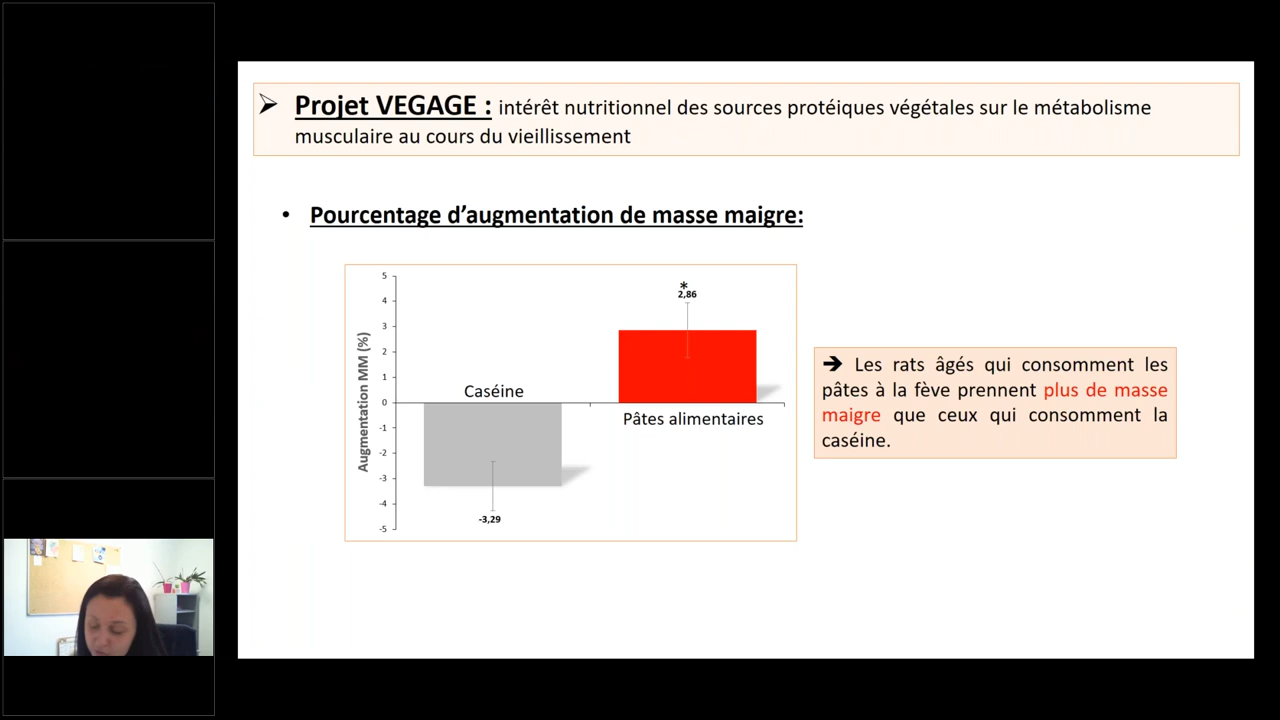 ➢ Projet VEGAGE : intérêt nutritionnel des sources protéiques végétales sur le métabolisme
musculaire au cours du vieillissement
• Pourcentage d’augmentation de masse maigre:
Augmentation MM (%)
5
4
3
2
1
0
-1
-2
-3
-4
-5
Caséine
-3,29
*
2,86
Pâtes alimentaires
➔ Les rats âgés qui consomment les
pâtes à la fève prennent plus de masse
maigre que ceux qui consomment la
caséine.